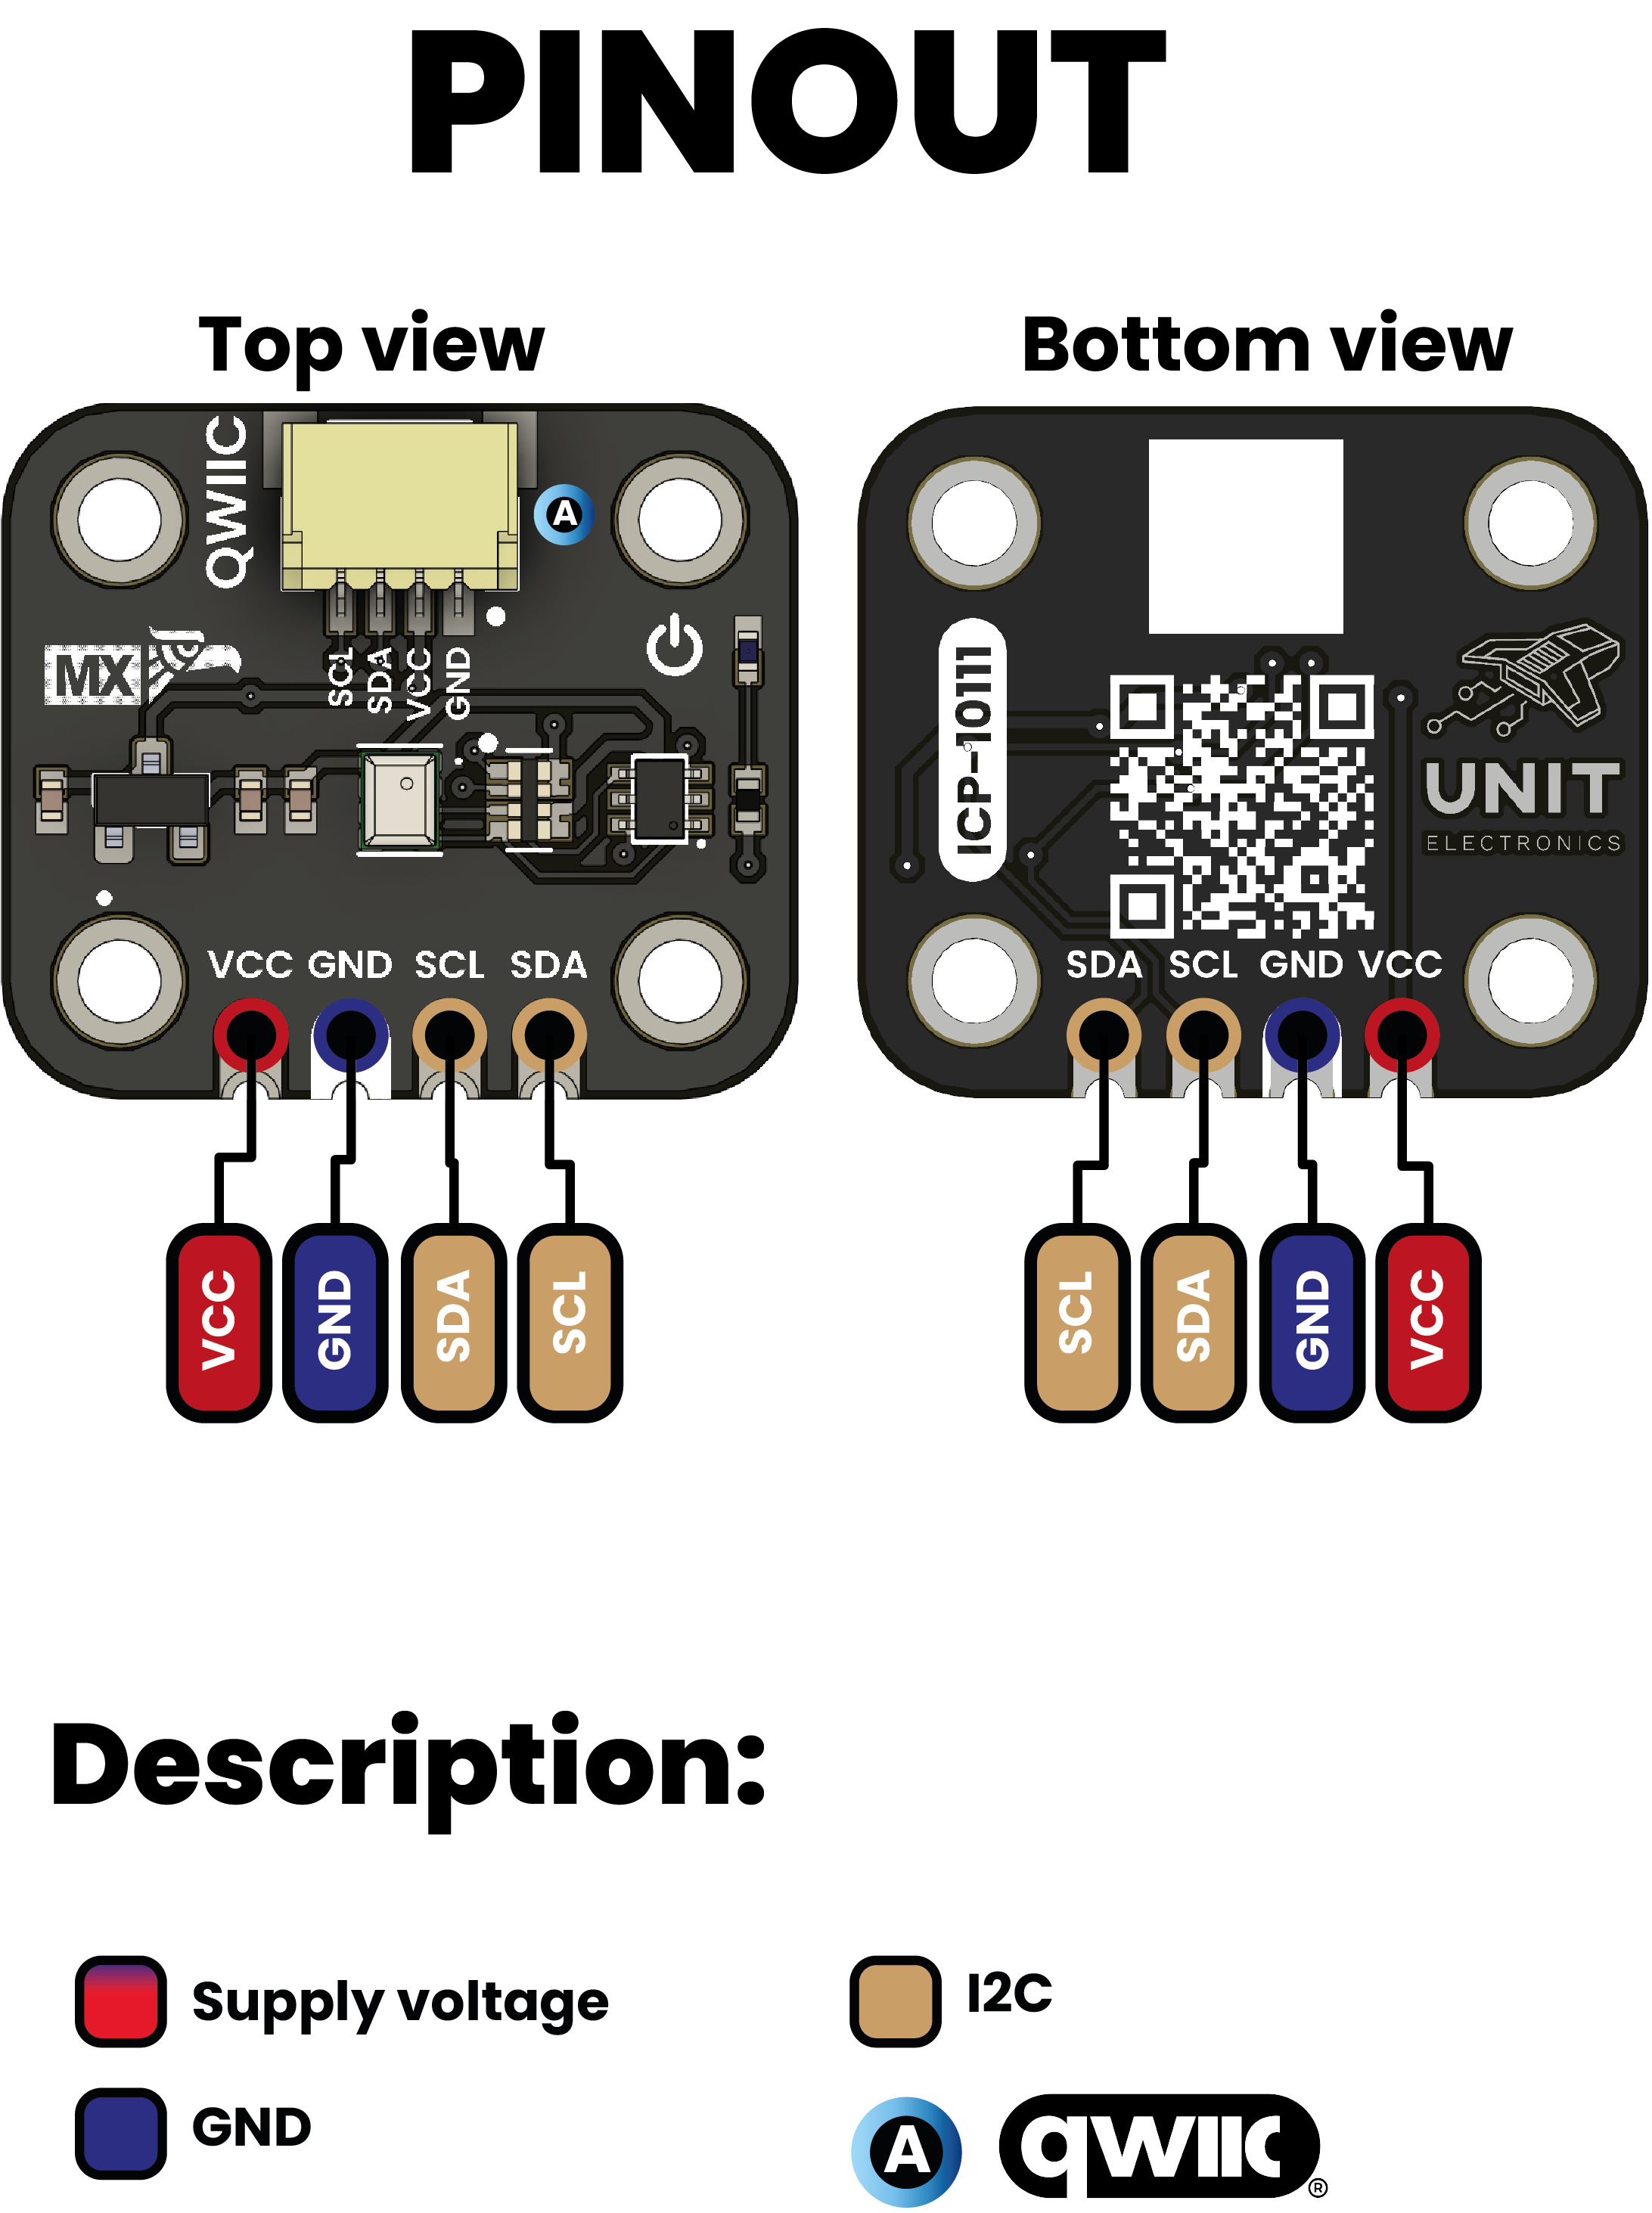 PINOUT
Top view
Bottom view
QWIIC
A
MX
SCL
SDA
VCC
GND
VCC GND SCL SDA
VCC
GND
SDA
SCL
ICP-10111
UNIT
ELECTRONICS
SDA SCL GND VCC
SCL
SDA
GND
VCC
Description:
Supply voltage
I2C
GND
A
qwiic®